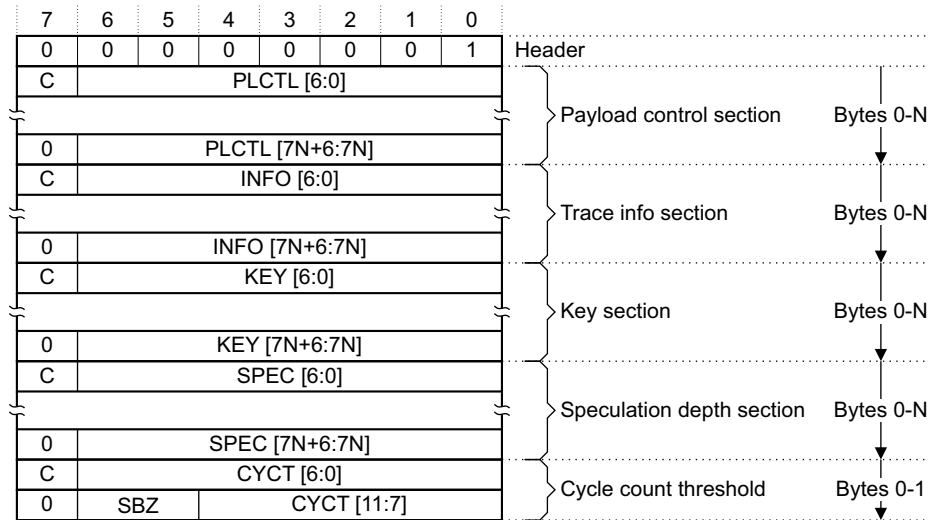 7 6 5 4 3 2 1 0
0 0 0 0 0 0 0 1 Header
C PLCTL [6:0]
Payload control section Bytes 0-N
0 PLCTL [7N+6:7N]
C INFO [6:0]
Trace info section Bytes 0-N
0 INFO [7N+6:7N]
C KEY [6:0]
Key section Bytes 0-N
0 KEY [7N+6:7N]
C SPEC [6:0]
Speculation depth section Bytes 0-N
0 SPEC [7N+6:7N]
C CYCT [6:0]
Cycle count threshold Bytes 0-1
0 SBZ CYCT [11:7]